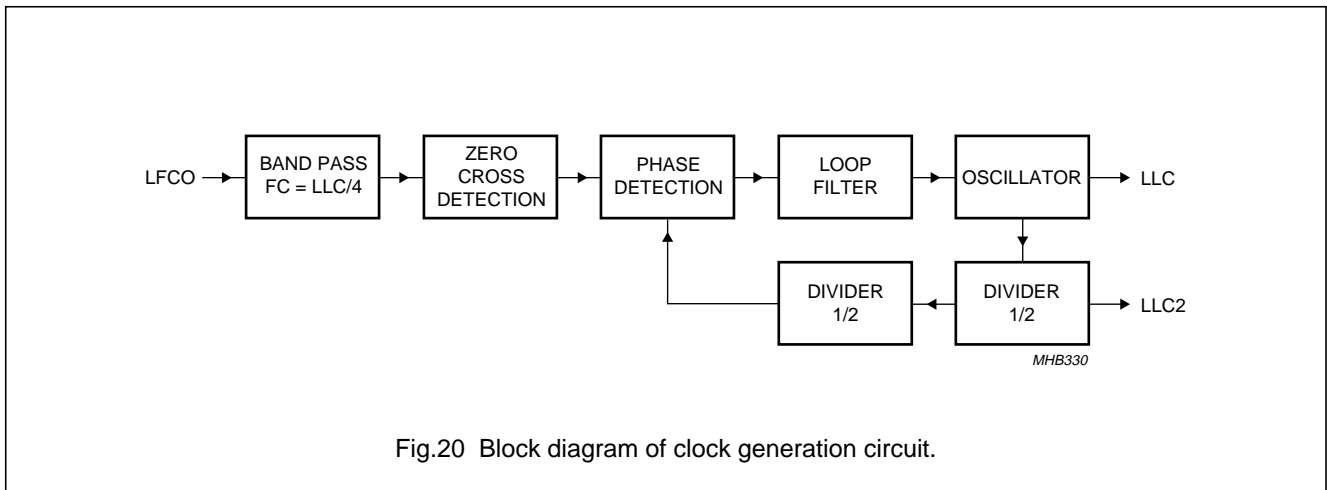 LFCO
BAND PASS
FC = LLC/4
ZERO
CROSS
DETECTION
PHASE
DETECTION
LOOP
FILTER
OSCILLATOR
LLC
DIVIDER
1/2
DIVIDER
1/2
LLC2
MHB330
Fig.20 Block diagram of clock generation circuit.